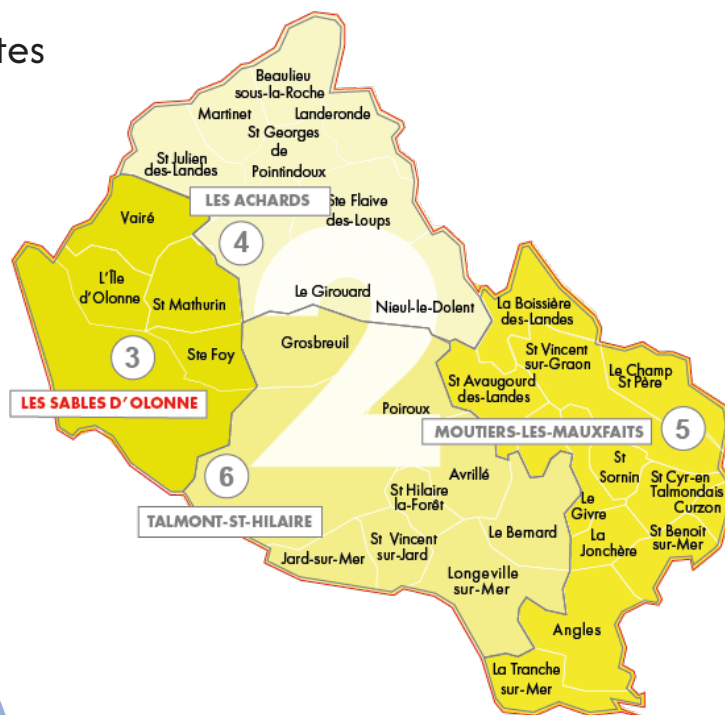 tes
Beaulieu
sous-la-Roche
Martinet
Landeronde
St Georges
de
Pointindoux
St Julien
des-Landes
LES ACHARDS
Ste Flaive
des-Loups
4
Vairé
L'Île
d'Olonne
St Mathurin
2
Le Girouard
Nieul-le-Dolent
La Boissière
des-Landes
3
Ste Foy
Grosbreuil
St Vincent
sur-Graon
Le Champ
St Père
LES SABLES D'OLONNE
St Avaugourd
des-Landes
Poiroux
MOUTIERS-LES-MAUXFAITS
5
6
Avrillé
St
Sornin
St Cyr-en
Talmondais
Curzon
St Hilaire
la-Forêt
Le
Givre
TALMONT-ST-HILAIRE
Le Bernard
La
Jonchère
St Benoit
sur-Mer
Jard-sur-Mer
St Vincent
sur-Jard
Longeville
sur-Mer
Angles
La Tranche
sur-Mer